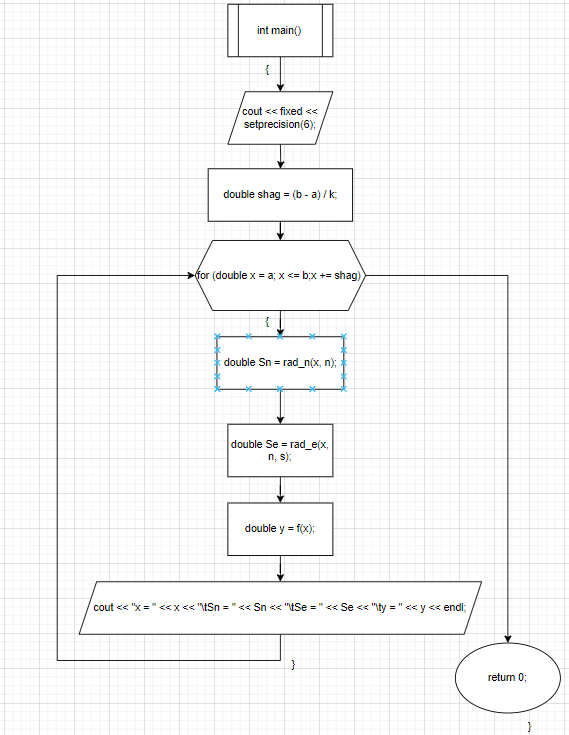 int main()
{
cout << fixed <<
setprecision(6);
double shag = (b - a) / k;
for (double x = a; x <= b;x += shag)
{
double Sn = rad_n(x, n);
double Se = rad_e(x,
n, s);
double y = f(x);
cout << "x = " << x << "\tSn = " << Sn << "\tSe = " << Se << "\ty = " << y << endl;
}
return 0;
}